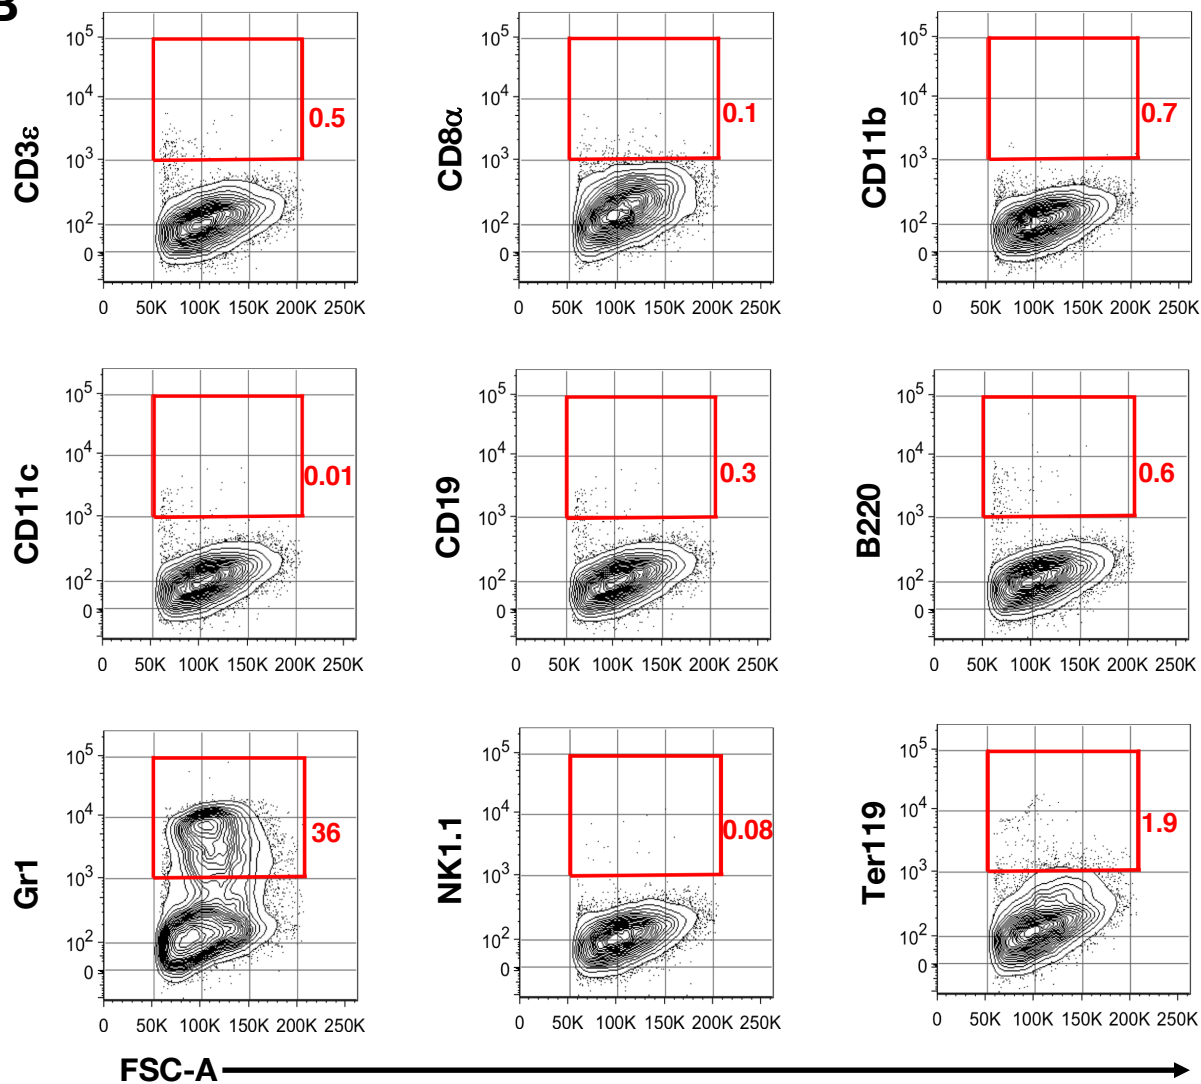 B
10⁵ 10⁵ 10⁵
10⁴ 10⁴ 10⁴
CD3ε 0.5 CD8α 0.1 CD11b 0.7
10³ 10³ 10³
10² 10² 10²
0 0 0
0 50K 100K 150K 200K 250K 0 50K 100K 150K 200K 250K 0 50K 100K 150K 200K 250K
10⁵ 10⁵ 10⁵
10⁴ 10⁴ 10⁴
CD11c 0.01 CD19 0.3 B220 0.6
10³ 10³ 10³
10² 10² 10²
0 0 0
0 50K 100K 150K 200K 250K 0 50K 100K 150K 200K 250K 0 50K 100K 150K 200K 250K
10⁵ 10⁵ 10⁵
10⁴ 10⁴ 10⁴
Gr1 36 NK1.1 0.08 Ter119 1.9
10³ 10³ 10³
10² 10² 10²
0 0 0
0 50K 100K 150K 200K 250K 0 50K 100K 150K 200K 250K 0 50K 100K 150K 200K 250K
FSC-A